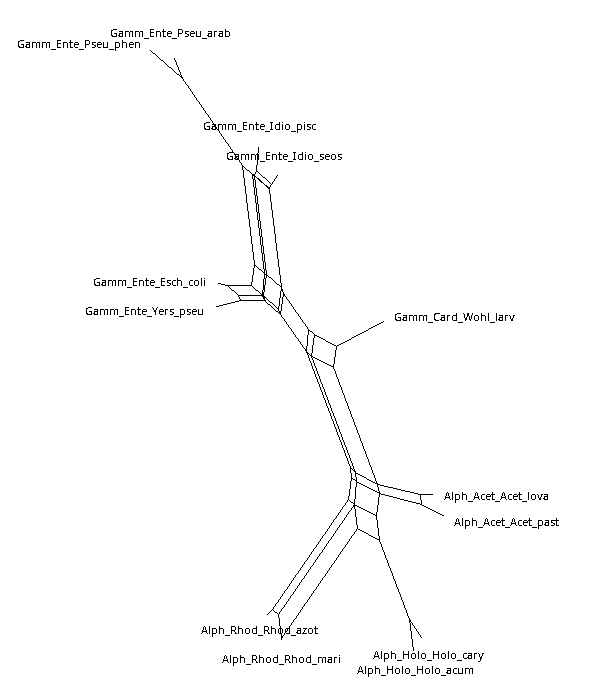 Gamm_Ente_Pseu_arab
Gamm_Ente_Pseu_phen
Gamm_Ente_Idio_pisc
Gamm_Ente_Idio_seos
Gamm_Ente_Esch_coli
Gamm_Ente_Yers_pseu
Gamm_Card_Wohl_larv
Alph_Acet_Acet_lova
Alph_Acet_Acet_past
Alph_Rhod_Rhod_azot
Alph_Rhod_Rhod_mari
Alph_Holo_Holo_cary
Alph_Holo_Holo_acum